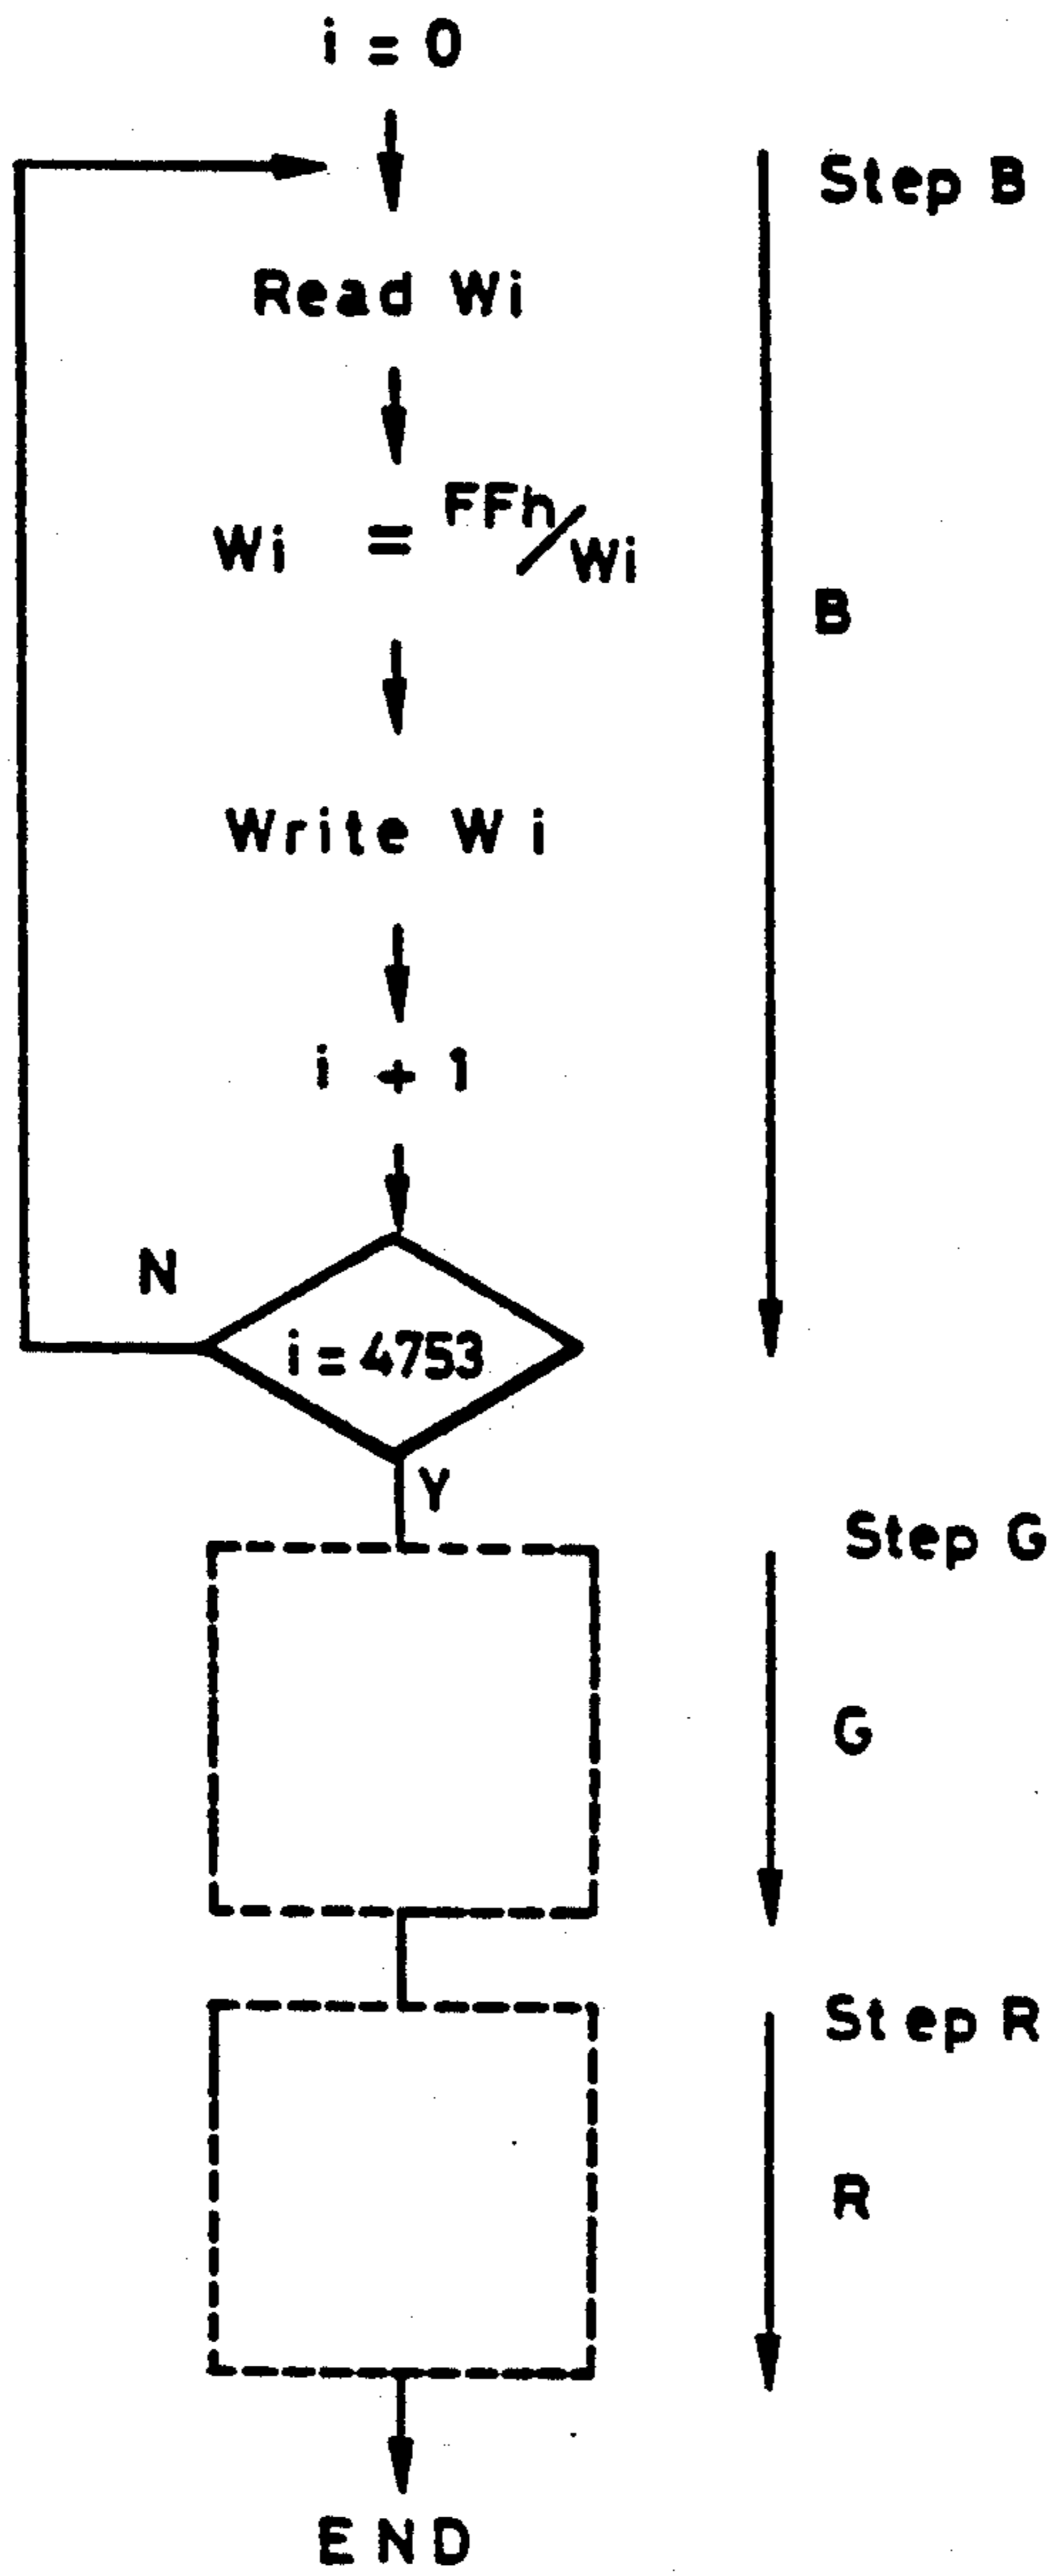 i = 0
Step B
Read Wi
Wi = FFh/Wi
B
Write Wi
i + 1
N
i = 4753
Y
Step G
G
Step R
R
END